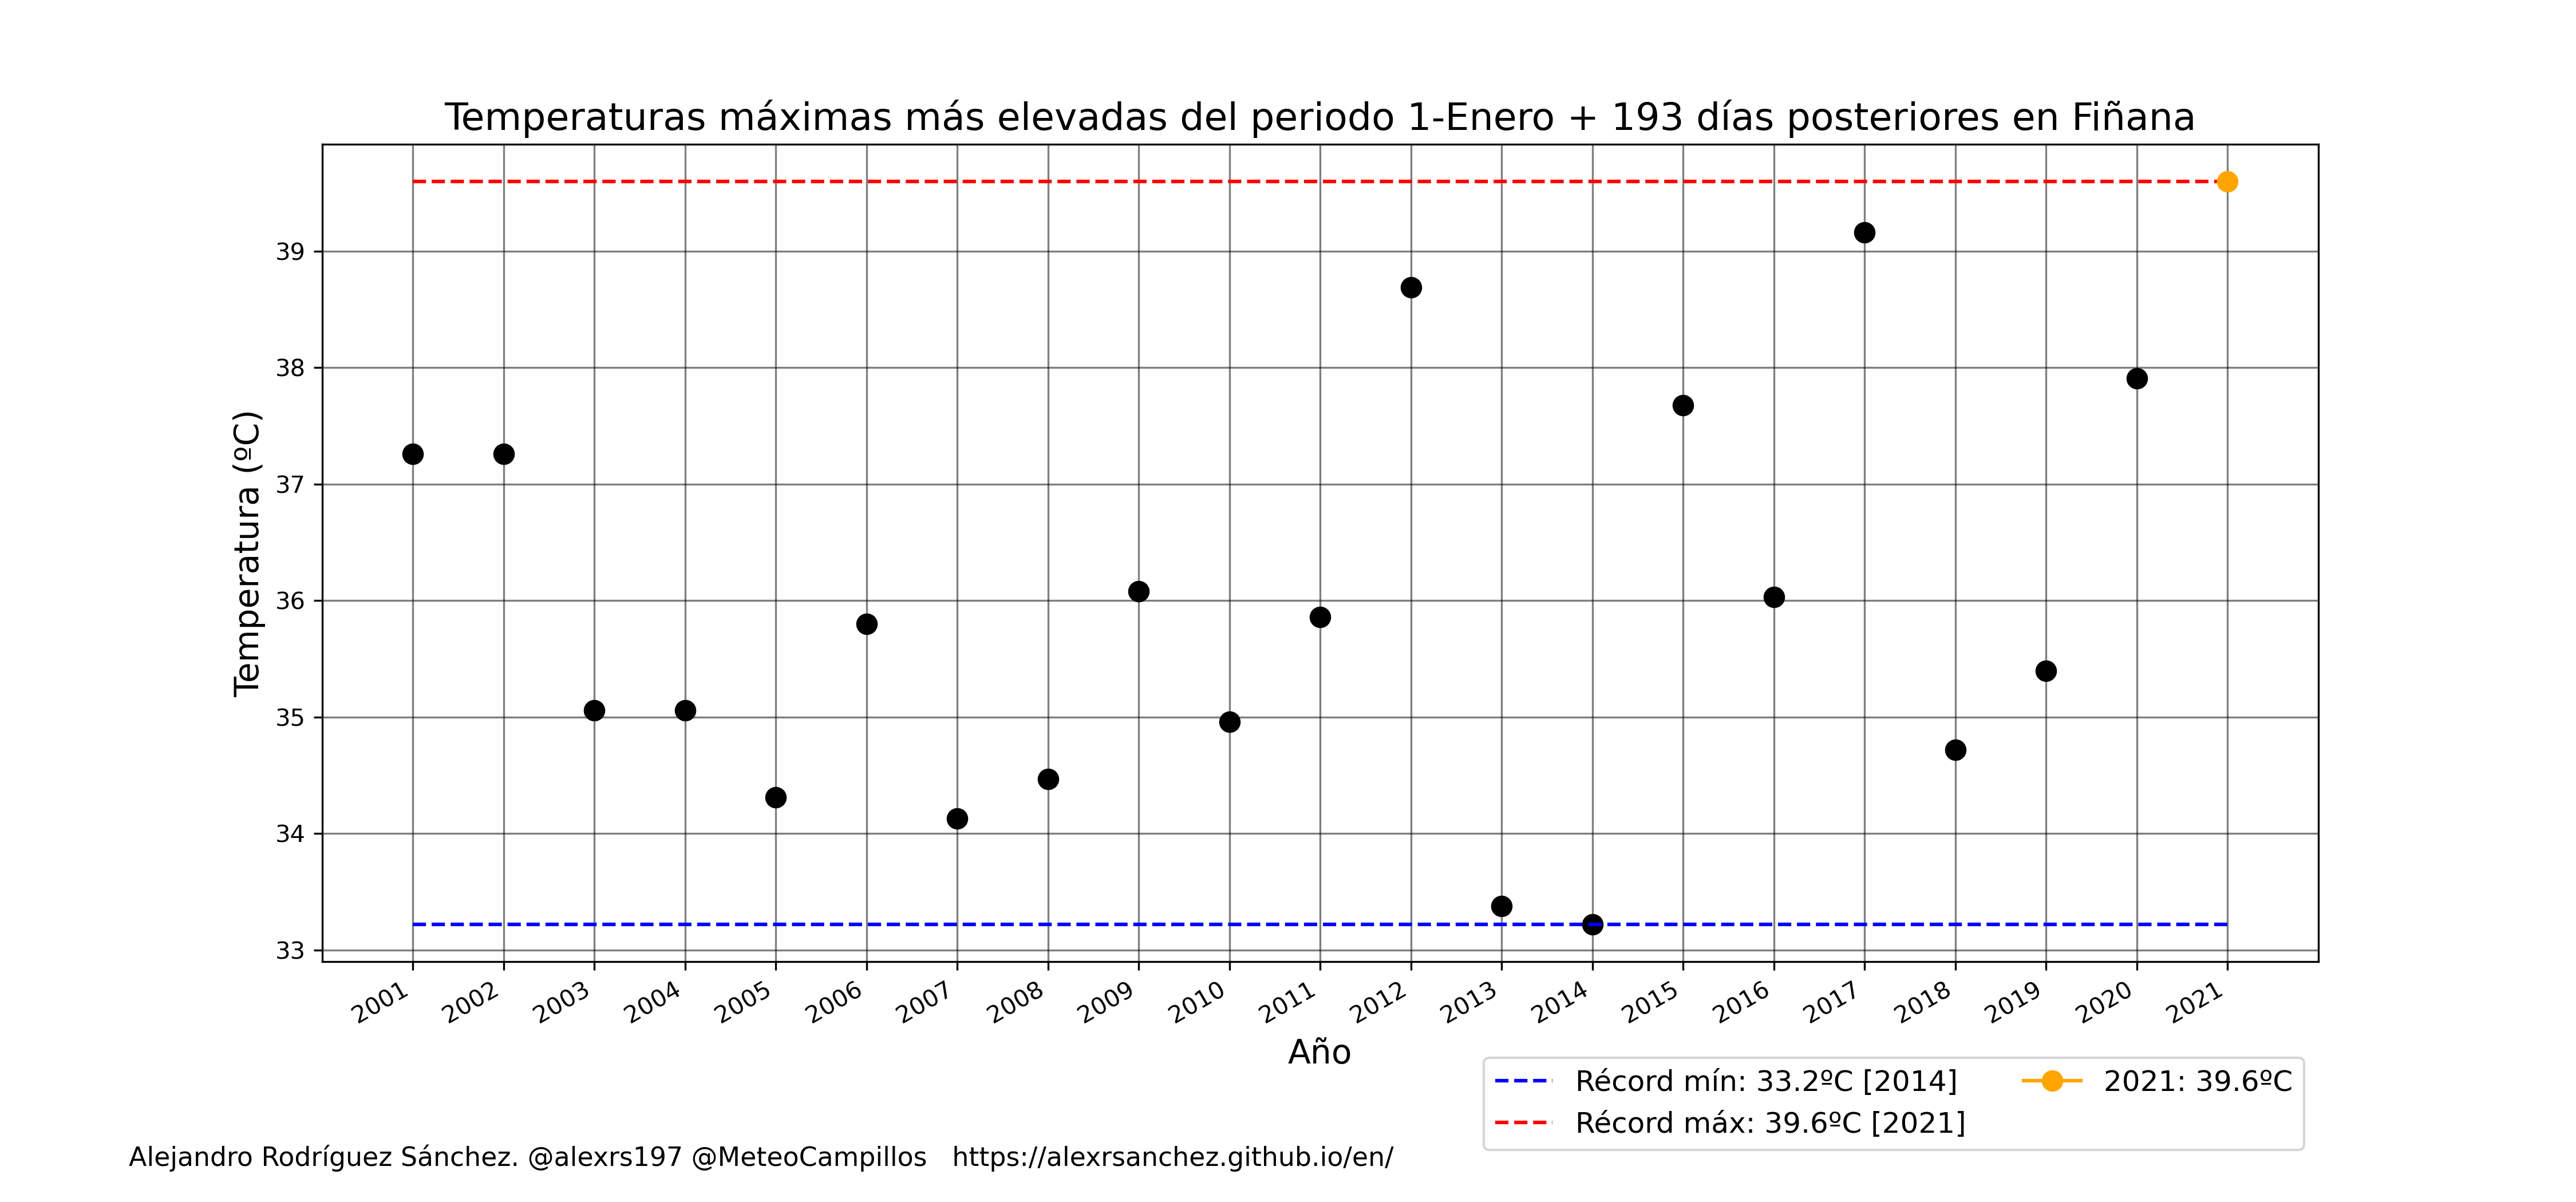 Temperaturas máximas más elevadas del periodo 1-Enero + 193 días posteriores en Fiñana
Temperatura (ºC)
39
38
37
36
35
34
33
2001 2002 2003 2004 2005 2006 2007 2008 2009 2010 2011 2012 2013 2014 2015 2016 2017 2018 2019 2020 2021
Año
Récord mín: 33.2ºC [2014]
Récord máx: 39.6ºC [2021]
2021: 39.6ºC
Alejandro Rodríguez Sánchez. @alexrs197 @MeteoCampillos https://alexrsanchez.github.io/en/